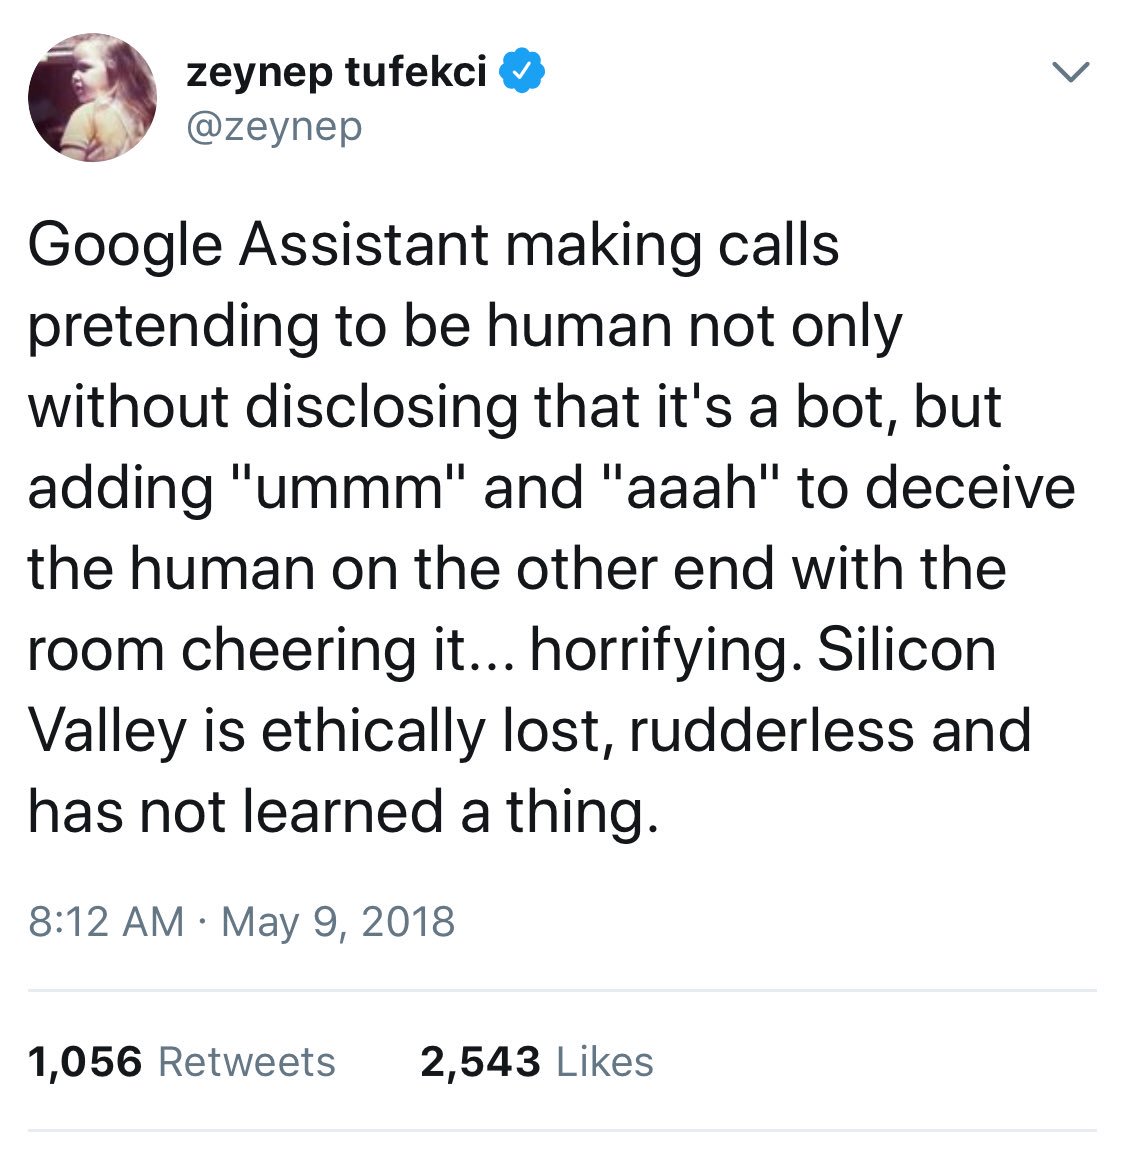 zeynep tufekci
@zeynep
Google Assistant making calls
pretending to be human not only
without disclosing that it's a bot, but
adding "ummm" and "aaah" to deceive
the human on the other end with the
room cheering it... horrifying. Silicon
Valley is ethically lost, rudderless and
has not learned a thing.
8:12 AM · May 9, 2018
1,056 Retweets 2,543 Likes